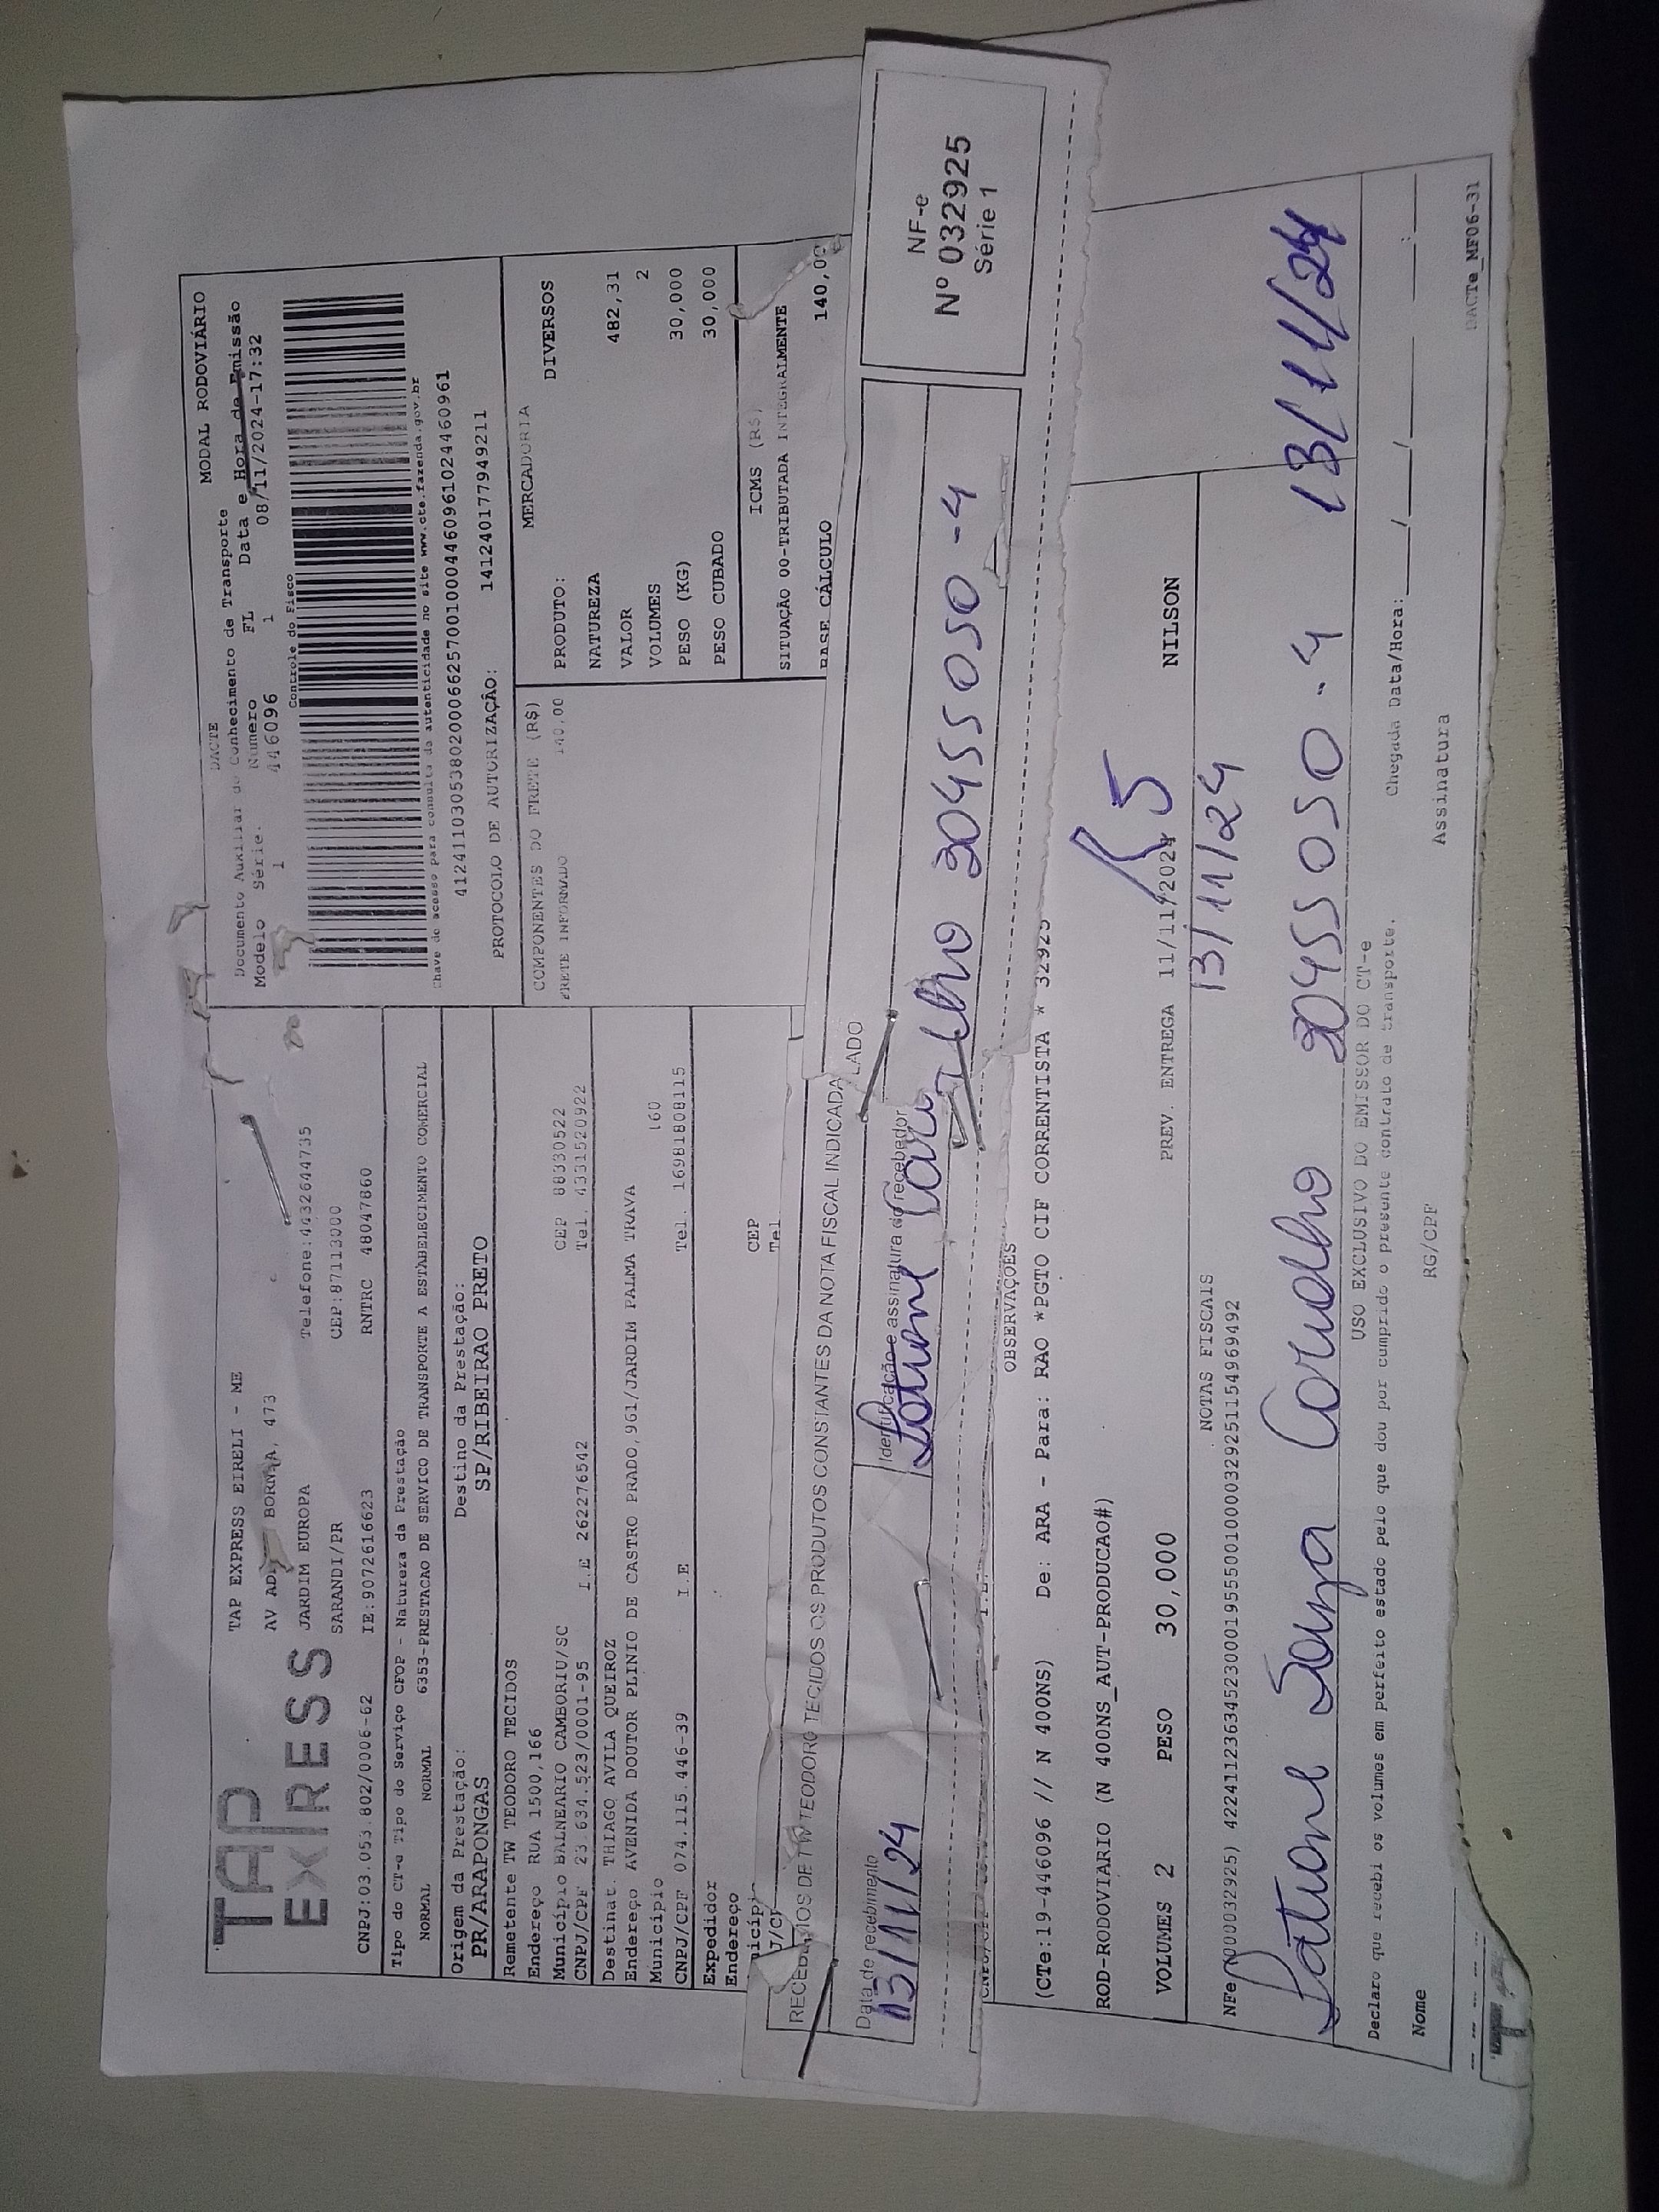 TAP
EXPRESS
TAP EXPRESS EIRELI - ME
JARDIM EUROPA
SARANDI/PR
Telefone:4432644735
CEP:87113000
CNPJ:03.053.802/0006-62 IE:9072616623 RNTRC 48047860
DACTE
MODAL RODOVIÁRIO
Documento Auxiliar do Conhecimento de Transporte
Modelo Série. Número FL Data e Hora de Emissão
1 446096 1 08/11/2024-17:32
Controle do Fisco
Chave de acesso para consulta da autenticidade no site www.cte.fazenda.gov.br
41241103053802000662570010004460961024460961
PROTOCOLO DE AUTORIZAÇÃO: 141240177949211
Tipo do CT-e Tipo do Serviço CFOP - Natureza da Prestação
NORMAL NORMAL 6353-PRESTACAO DE SERVICO DE TRANSPORTE A ESTABELECIMENTO COMERCIAL
Origem da Prestação: Destino da Prestação:
PR/ARAPONGAS SP/RIBEIRAO PRETO
Remetente TW TEODORO TECIDOS
Endereço RUA 1500,166
Município BALNEARIO CAMBORIU/SC CEP 88330522
CNPJ/CPF 23.634.523/0001-95 I.E 262276542 Tel. 4331520922
Destinat. THIAGO AVILA QUEIROZ
Endereço AVENIDA DOUTOR PLINIO DE CASTRO PRADO,961/JARDIM PALMA TRAVA
Município 160
CNPJ/CPF 074.115.446-39 I.E Tel. 16981808115
Expedidor
Endereço CEP
Tel
COMPONENTES DO FRETE (R$)
FRETE INFORMADO 140,00
MERCADORIA
PRODUTO: DIVERSOS
NATUREZA
VALOR 482,31
VOLUMES 2
PESO (KG) 30,000
PESO CUBADO 30,000
ICMS (R$)
SITUAÇÃO 00-TRIBUTADA INTEGRALMENTE
BASE CÁLCULO 140,00
RECEBEMOS DE TW TEODORO TECIDOS OS PRODUTOS CONSTANTES DA NOTA FISCAL INDICADA LADO
Data de recebimento Identificação e assinatura do recebedor
13/11/24 20455050-4
NF-e
Nº 032925
Série 1
OBSERVAÇÕES
(CTe:19-446096 // N 400NS) De: ARA - Para: RAO *PGTO CIF CORRENTISTA * 32925
ROD-RODOVIARIO (N 400NS_AUT-PRODUCAO#)
VOLUMES 2 PESO 30,000 PREV. ENTREGA 11/11/2024 NILSON
5
NOTAS FISCAIS 13/11/24
NFe(000032925) 42241123634523000195550010000329251154969492
20455050-4 13/11/24
USO EXCLUSIVO DO EMISSOR DO CT-e
Declaro que recebi os volumes em perfeito estado pelo que dou por cumprido o presente contrato de transporte.
Chegada Data/Hora:____/____/____ ____:____
Nome RG/CPF Assinatura
DACTe_MF06-31